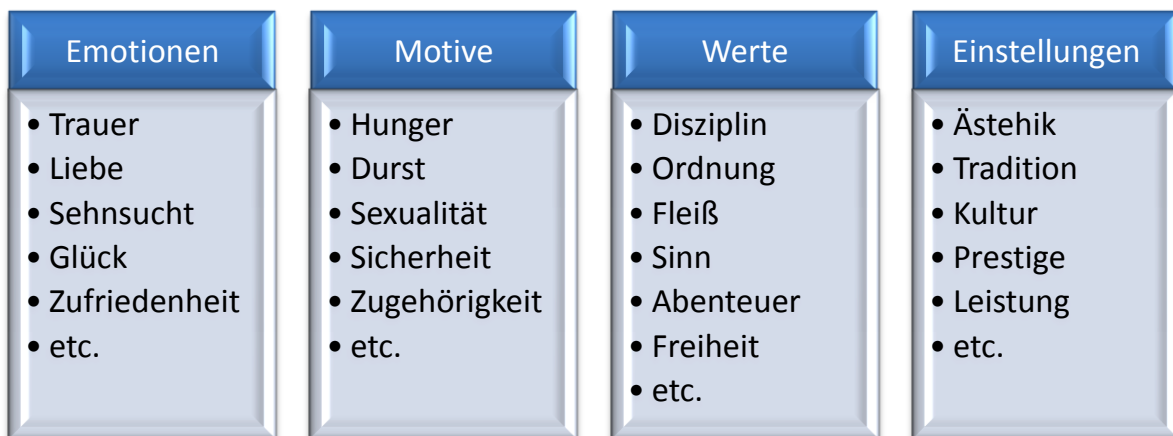 Emotionen
• Trauer
• Liebe
• Sehnsucht
• Glück
• Zufriedenheit
• etc.
Motive
• Hunger
• Durst
• Sexualität
• Sicherheit
• Zugehörigkeit
• etc.
Werte
• Disziplin
• Ordnung
• Fleiß
• Sinn
• Abenteuer
• Freiheit
• etc.
Einstellungen
• Ästehik
• Tradition
• Kultur
• Prestige
• Leistung
• etc.